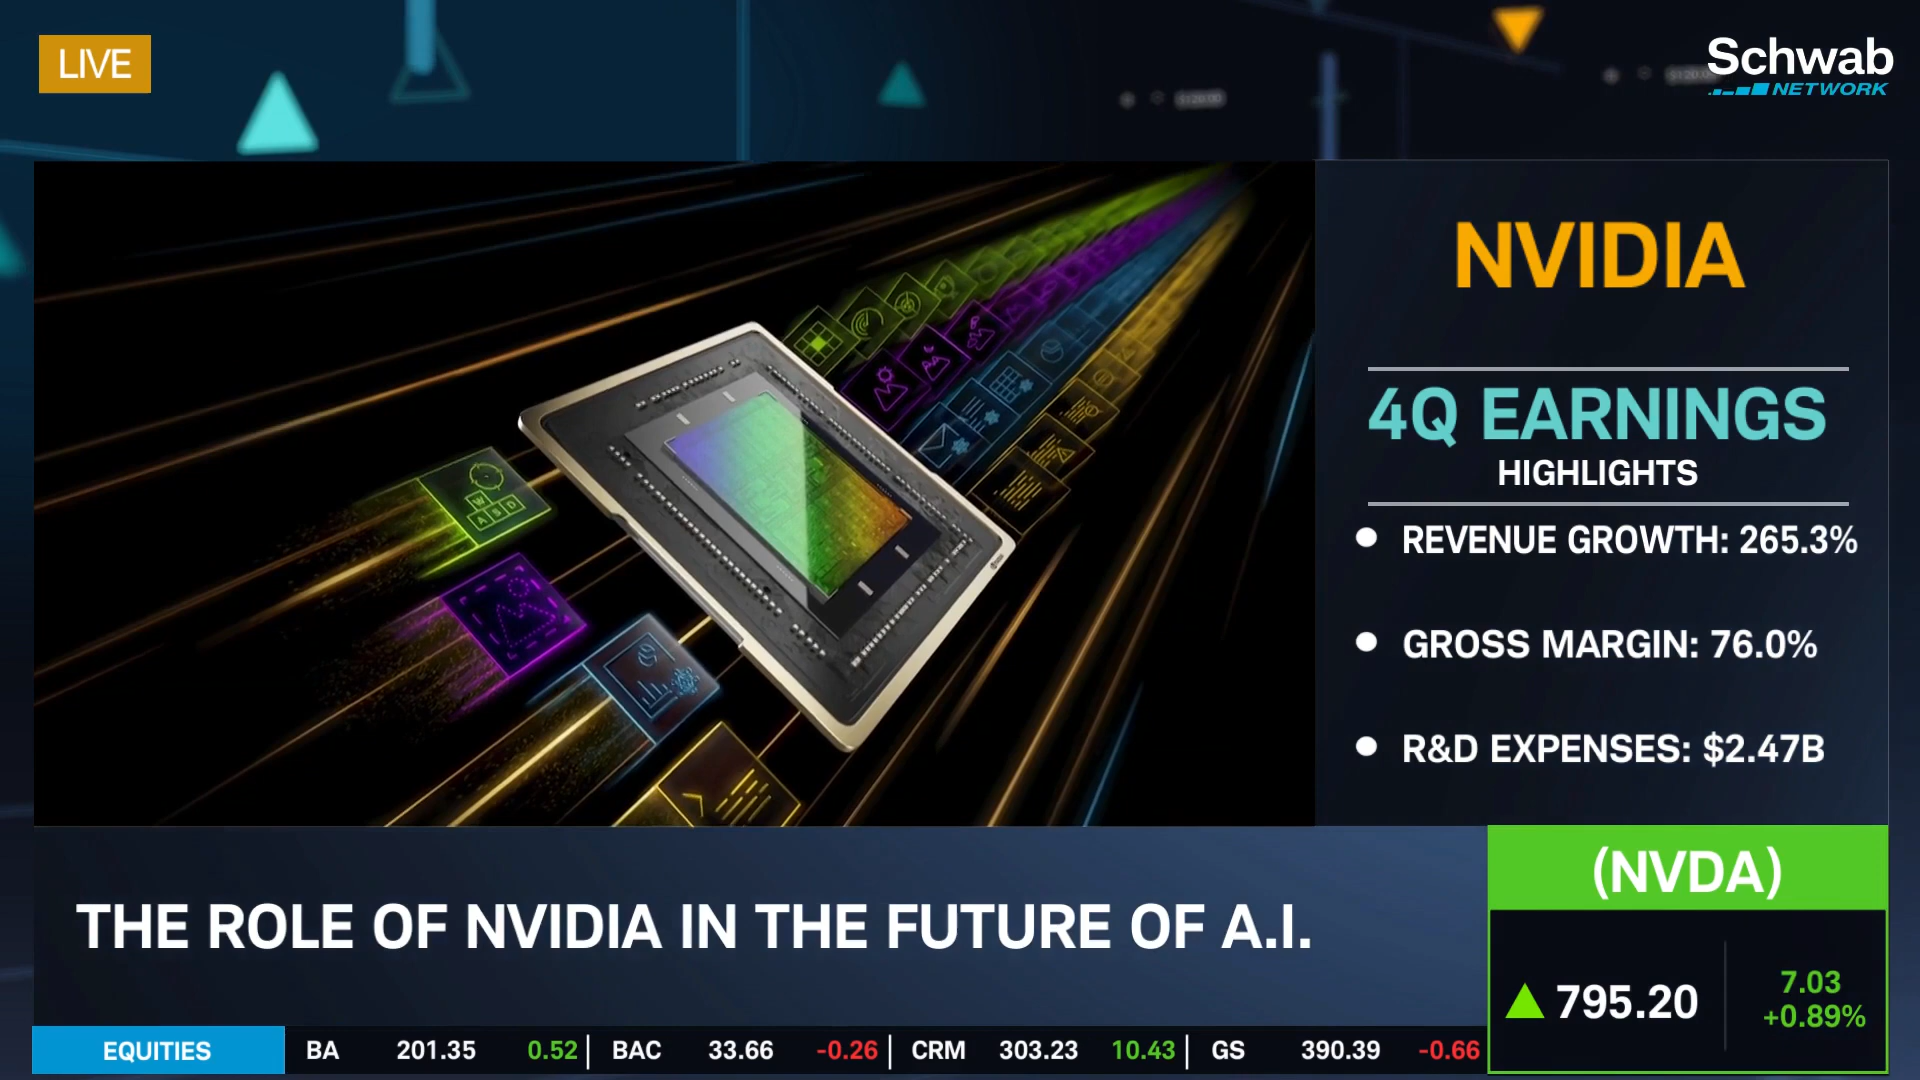 LIVE
Schwab
NETWORK
NVIDIA
4Q EARNINGS
HIGHLIGHTS
REVENUE GROWTH: 265.3%
GROSS MARGIN: 76.0%
R&D EXPENSES: $2.47B
W
A S D
AA
THE ROLE OF NVIDIA IN THE FUTURE OF A.I.
(NVDA)
795.20
7.03
+0.89%
EQUITIES
BA 201.35 0.52
BAC 33.66 -0.26
CRM 303.23 10.43
GS 390.39 -0.66